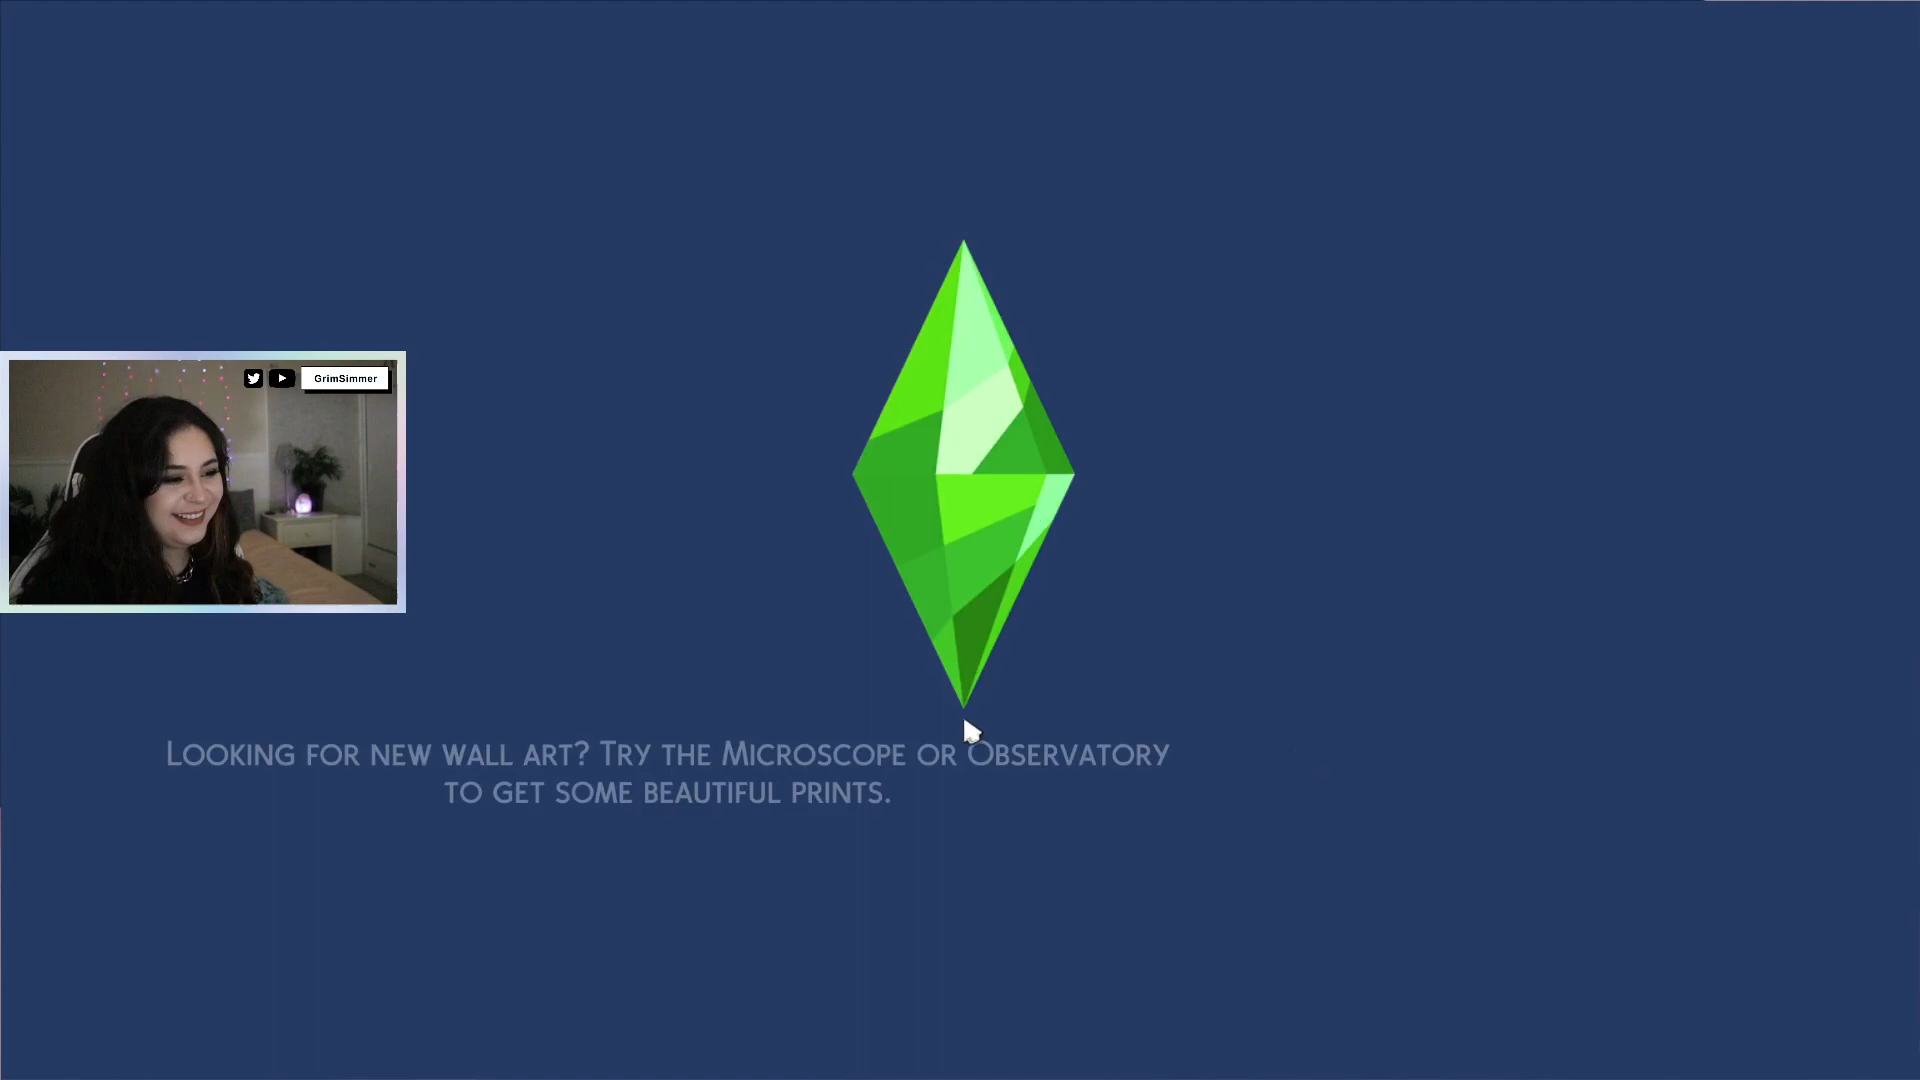 GrimSimmer
Looking for new wall art? Try the Microscope or Observatory
to get some beautiful prints.